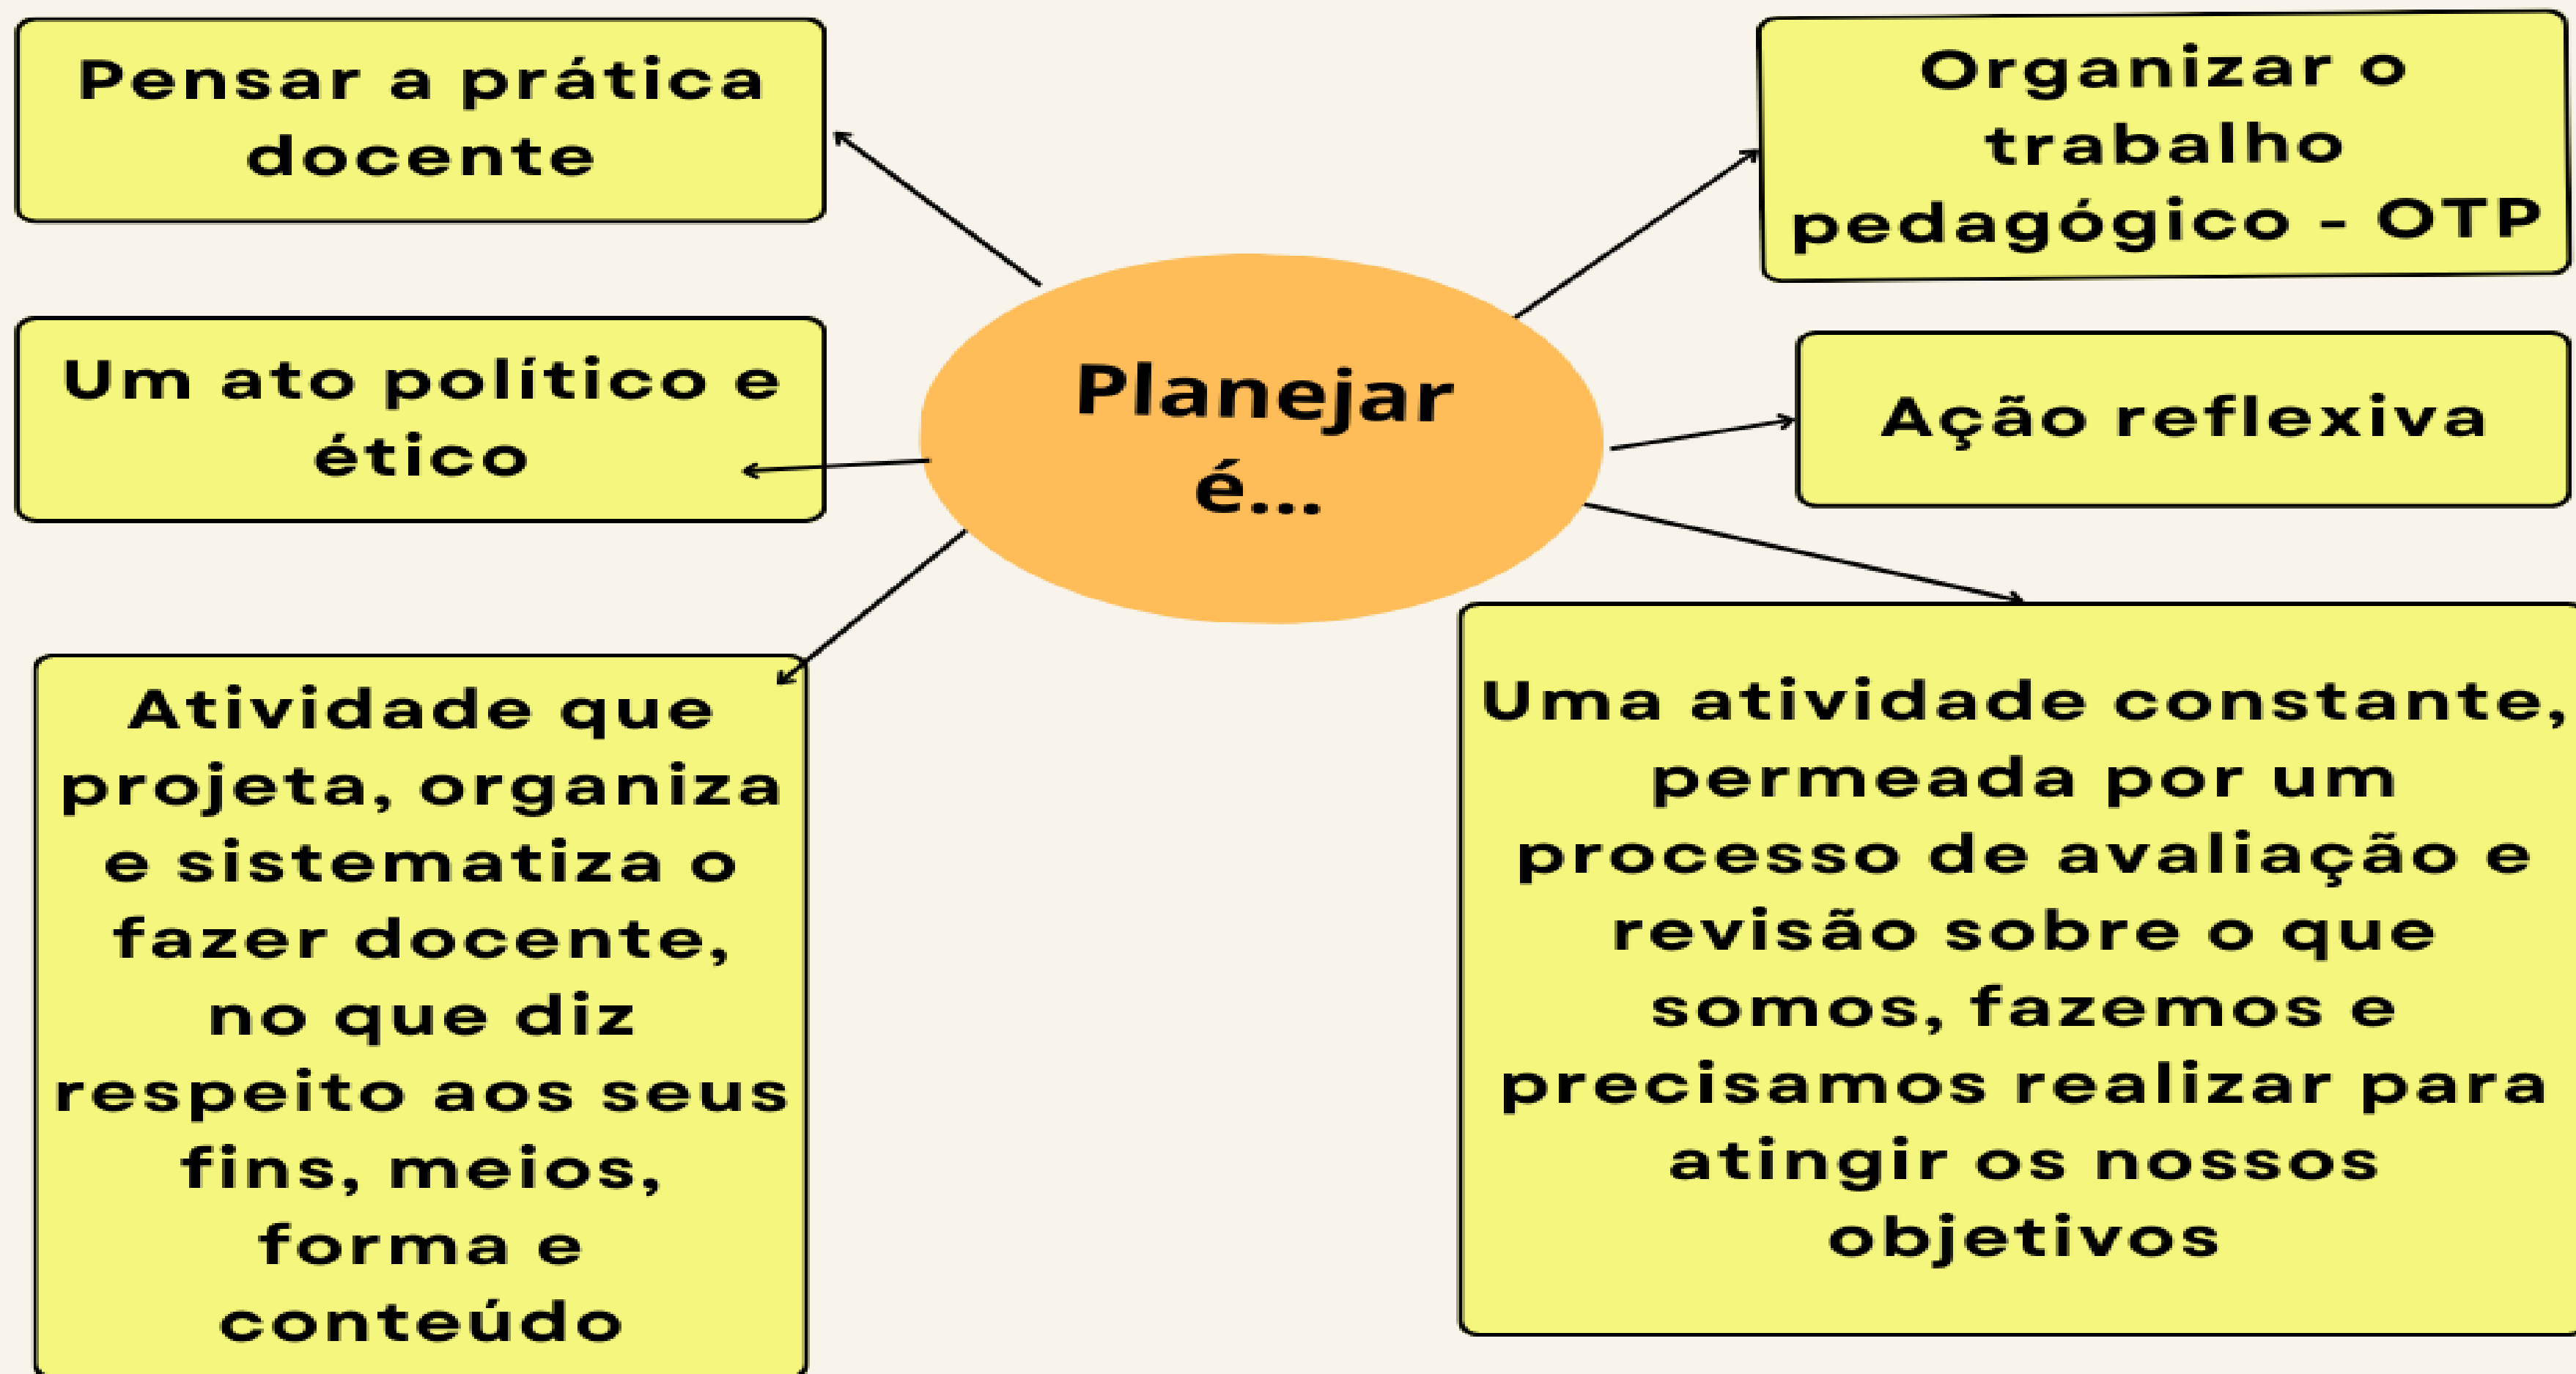 Pensar a prática
docente
Organizar o
trabalho
pedagógico - OTP
Um ato político e
ético
Planejar
é...
Ação reflexiva
Atividade que
projeta, organiza
e sistematiza o
fazer docente,
no que diz
respeito aos seus
fins, meios,
forma e
conteúdo
Uma atividade constante,
permeada por um
processo de avaliação e
revisão sobre o que
somos, fazemos e
precisamos realizar para
atingir os nossos
objetivos